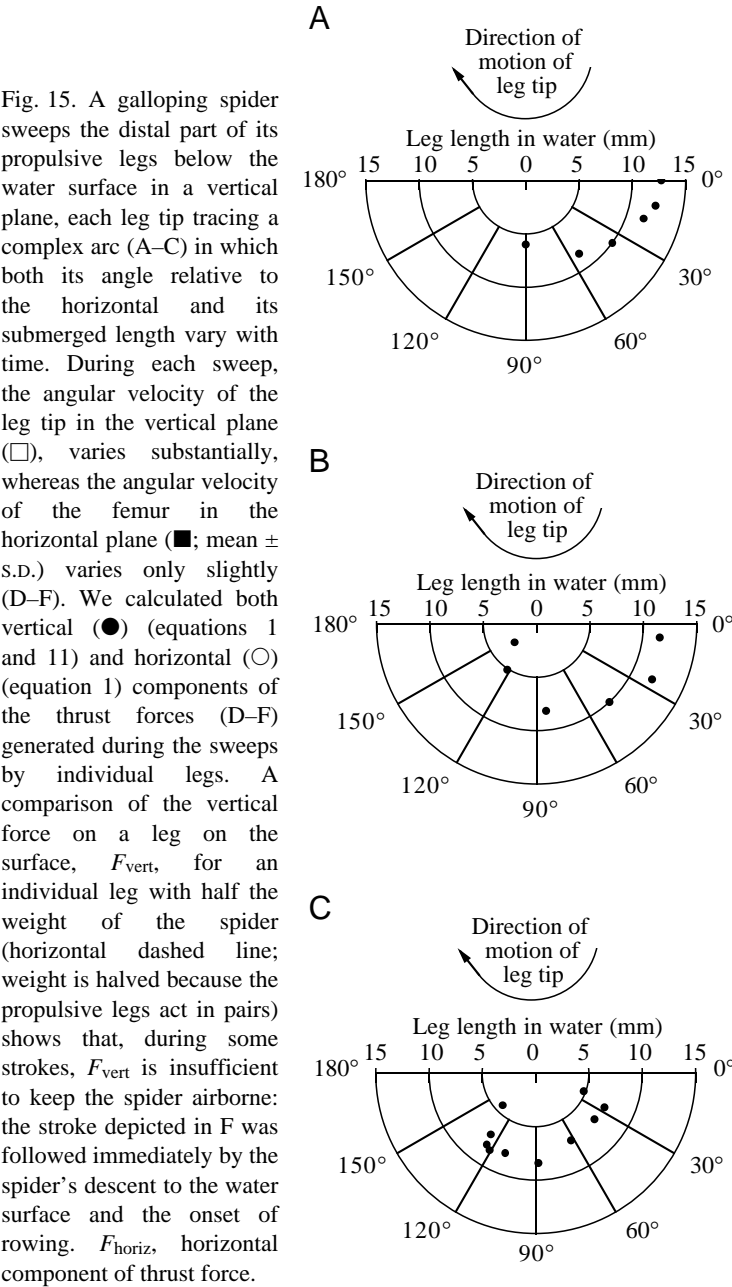 Fig. 15. A galloping spider
sweeps the distal part of its
propulsive legs below the
water surface in a vertical
plane, each leg tip tracing a
complex arc (A–C) in which
both its angle relative to
the horizontal and its
submerged length vary with
time. During each sweep,
the angular velocity of the
leg tip in the vertical plane
(□), varies substantially,
whereas the angular velocity
of the femur in the
horizontal plane (■; mean ±
S.D.) varies only slightly
(D–F). We calculated both
vertical (●) (equations 1
and 11) and horizontal (○)
(equation 1) components of
the thrust forces (D–F)
generated during the sweeps
by individual legs. A
comparison of the vertical
force on a leg on the
surface, Fvert, for an
individual leg with half the
weight of the spider
(horizontal dashed line;
weight is halved because the
propulsive legs act in pairs)
shows that, during some
strokes, Fvert is insufficient
to keep the spider airborne:
the stroke depicted in F was
followed immediately by the
spider's descent to the water
surface and the onset of
rowing. Fhoriz, horizontal
component of thrust force.
A
Direction of
motion of
leg tip
Leg length in water (mm)
15 10 5 0 5 10 15
180° 0°
150° 30°
120° 60°
90°
B
Direction of
motion of
leg tip
Leg length in water (mm)
15 10 5 0 5 10 15
180° 0°
150° 30°
120° 60°
90°
C
Direction of
motion of
leg tip
Leg length in water (mm)
15 10 5 0 5 10 15
180° 0°
150° 30°
120° 60°
90°